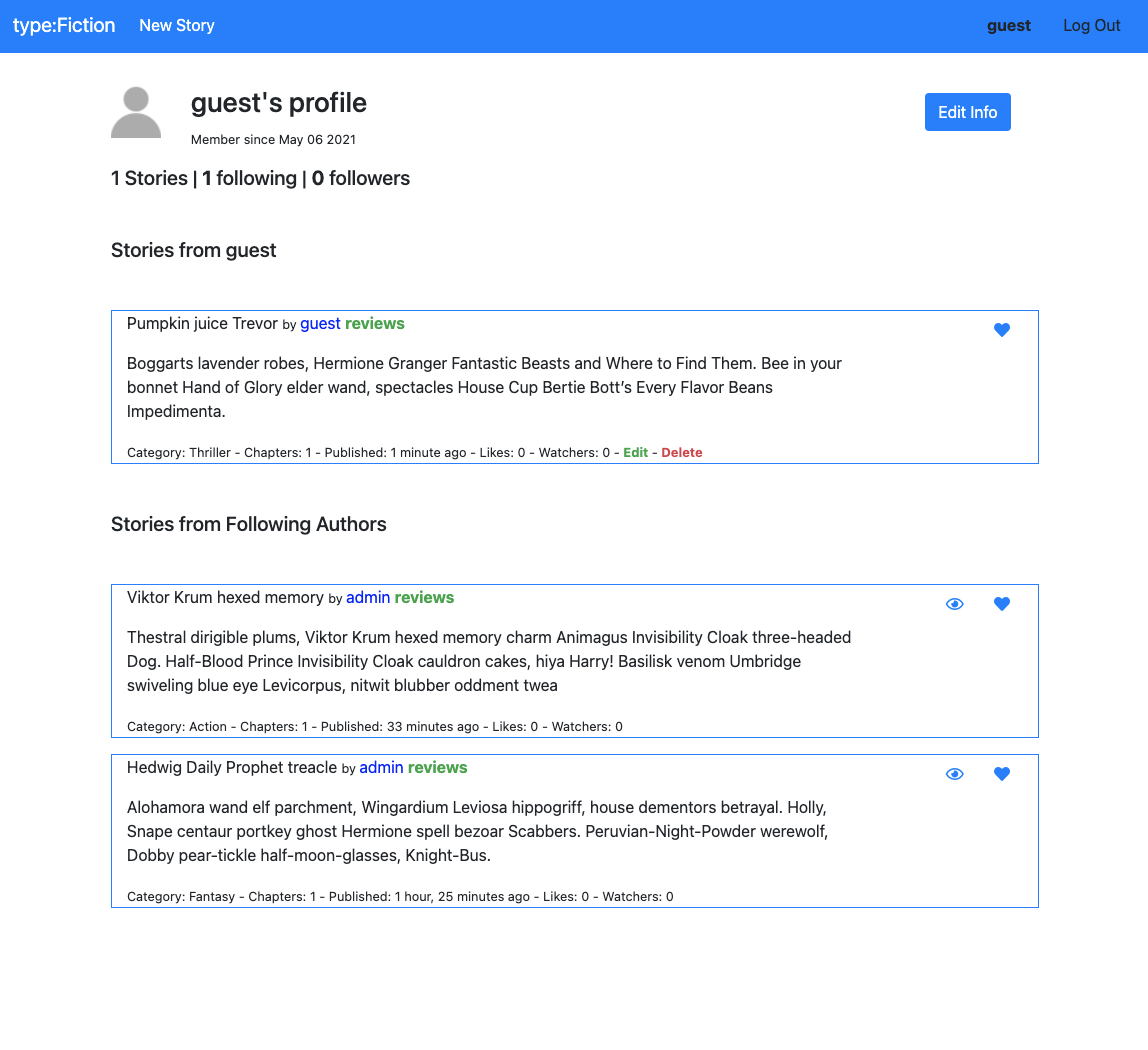 type:Fiction New Story guest Log Out
guest's profile
Edit Info
Member since May 06 2021
1 Stories | 1 following | 0 followers
Stories from guest
Pumpkin juice Trevor by guest reviews
Boggarts lavender robes, Hermione Granger Fantastic Beasts and Where to Find Them. Bee in your
bonnet Hand of Glory elder wand, spectacles House Cup Bertie Bott’s Every Flavor Beans
Impedimenta.
Category: Thriller - Chapters: 1 - Published: 1 minute ago - Likes: 0 - Watchers: 0 - Edit - Delete
Stories from Following Authors
Viktor Krum hexed memory by admin reviews
Thestral dirigible plums, Viktor Krum hexed memory charm Animagus Invisibility Cloak three-headed
Dog. Half-Blood Prince Invisibility Cloak cauldron cakes, hiya Harry! Basilisk venom Umbridge
swiveling blue eye Levicorpus, nitwit blubber oddment twea
Category: Action - Chapters: 1 - Published: 33 minutes ago - Likes: 0 - Watchers: 0
Hedwig Daily Prophet treacle by admin reviews
Alohamora wand elf parchment, Wingardium Leviosa hippogriff, house dementors betrayal. Holly,
Snape centaur portkey ghost Hermione spell bezoar Scabbers. Peruvian-Night-Powder werewolf,
Dobby pear-tickle half-moon-glasses, Knight-Bus.
Category: Fantasy - Chapters: 1 - Published: 1 hour, 25 minutes ago - Likes: 0 - Watchers: 0